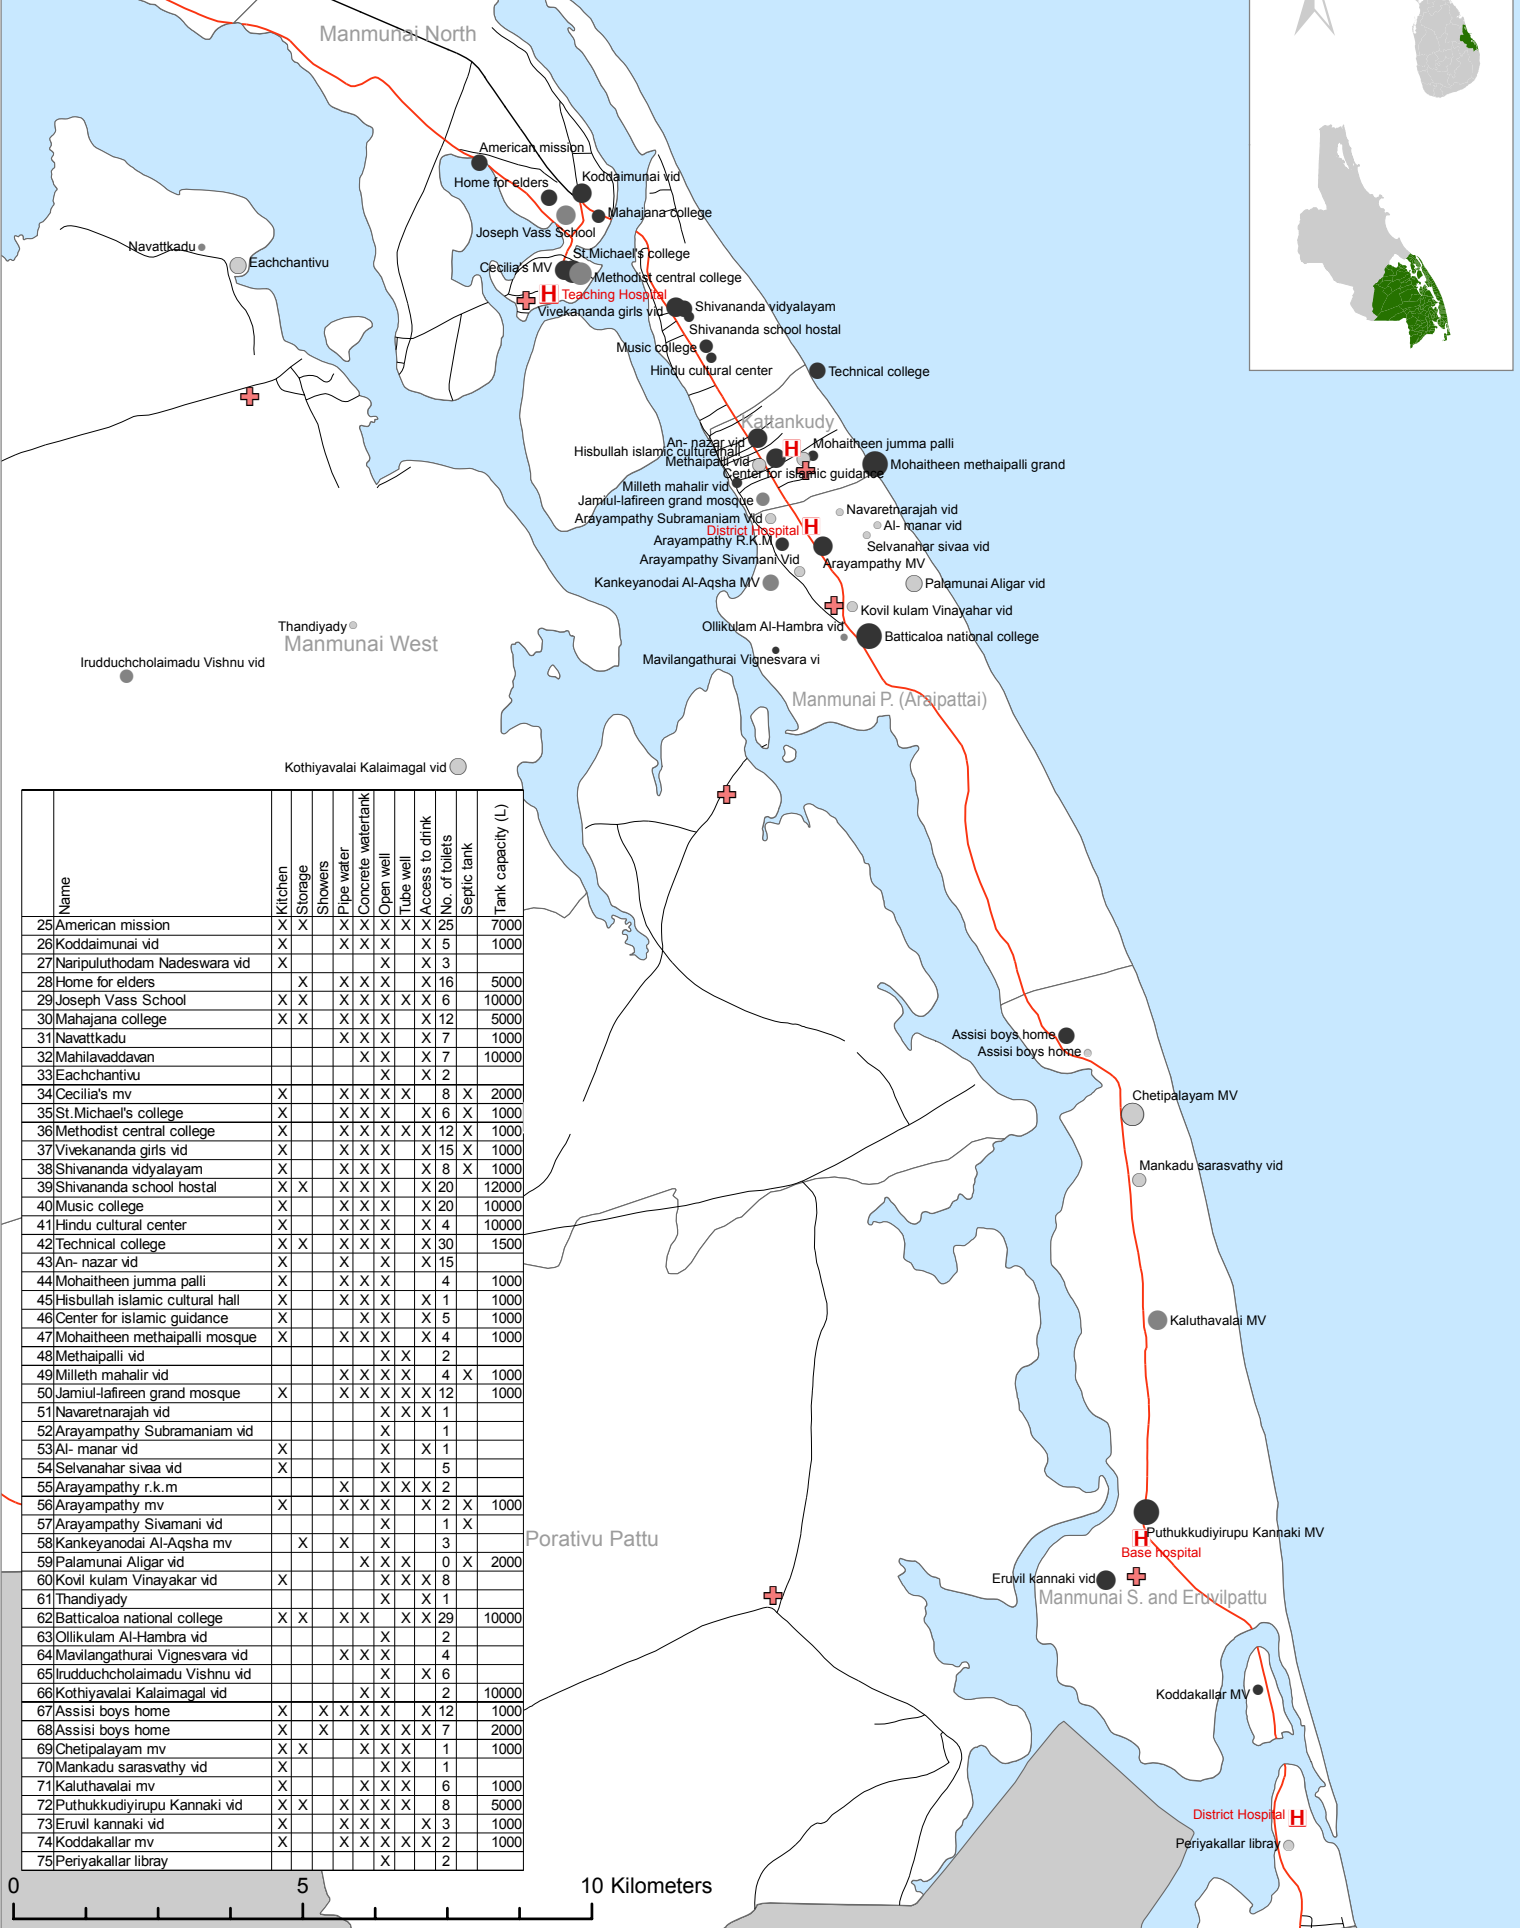 Manmunai North
American mission
Home for elders
Koddaimunai vid
Mahajana college
Joseph Vass School
Navattkadu
Eachchantivu
St.Michael's college
Cecilia's MV
Methodist central college
H Teaching Hospital
Vivekananda girls vid
Shivananda vidyalayam
Shivananda school hostal
Music college
Hindu cultural center
Technical college
Kattankudy
An- nazar vid
H
Mohaitheen jumma palli
Hisbullah islamic culture hall
Methaipalli vid
Mohaitheen methaipalli grand
Center for islamic guidance
Milleth mahalir vid
Jamiul-lafireen grand mosque
Navaretnarajah vid
Arayampathy Subramaniam Vid
Al- manar vid
District Hospital H
Arayampathy R.K.M
Selvanahar sivaa vid
Arayampathy Sivamani Vid
Arayampathy MV
Kankeyanodai Al-Aqsha MV
Palamunai Aligar vid
Kovil kulam Vinayahar vid
Thandiyady
Ollikulam Al-Hambra vid
Batticaloa national college
Manmunai West
Mavilangathurai Vignesvara vi
Irudduchcholaimadu Vishnu vid
Manmunai P. (Araipattai)
Kothiyavalai Kalaimagal vid
Name Kitchen Storage Showers Pipe water Concrete watertank Open well Tube well Access to drink No. of toilets Septic tank Tank capacity (L)
25 American mission X X X X X X X 25 7000
26 Koddaimunai vid X X X X X 5 1000
27 Naripuluthodam Nadeswara vid X X X 3
28 Home for elders X X X X X 16 5000
29 Joseph Vass School X X X X X X X 6 10000
30 Mahajana college X X X X X X 12 5000
31 Navattkadu X X X X 7 1000
32 Mahilavaddavan X X X 7 10000
33 Eachchantivu X X 2
34 Cecilia's mv X X X X X 8 X 2000
35 St.Michael's college X X X X X 6 X 1000
36 Methodist central college X X X X X X 12 X 1000
37 Vivekananda girls vid X X X X X 15 X 1000
38 Shivananda vidyalayam X X X X X 8 X 1000
39 Shivananda school hostal X X X X X X 20 12000
40 Music college X X X X X 20 10000
41 Hindu cultural center X X X X X 4 10000
42 Technical college X X X X X X 30 1500
43 An- nazar vid X X X X 15
44 Mohaitheen jumma palli X X X X 4 1000
45 Hisbullah islamic cultural hall X X X X X 1 1000
46 Center for islamic guidance X X X X 5 1000
47 Mohaitheen methaipalli mosque X X X X X 4 1000
48 Methaipalli vid X X 2
49 Milleth mahalir vid X X X X 4 X 1000
50 Jamiul-lafireen grand mosque X X X X X X 12 1000
51 Navaretnarajah vid X X X 1
52 Arayampathy Subramaniam vid X 1
53 Al- manar vid X X X 1
54 Selvanahar sivaa vid X X 5
55 Arayampathy r.k.m X X X X 2
56 Arayampathy mv X X X X X 2 X 1000
57 Arayampathy Sivamani vid X 1 X
58 Kankeyanodai Al-Aqsha mv X X X 3
59 Palamunai Aligar vid X X X 0 X 2000
60 Kovil kulam Vinayakar vid X X X X 8
61 Thandiyady X X 1
62 Batticaloa national college X X X X X X 29 10000
63 Ollikulam Al-Hambra vid X 2
64 Mavilangathurai Vignesvara vid X X X 4
65 Irudduchcholaimadu Vishnu vid X X 6
66 Kothiyavalai Kalaimagal vid X X 2 10000
67 Assisi boys home X X X X X X 12 1000
68 Assisi boys home X X X X X X 7 2000
69 Chetipalayam mv X X X X X 1 1000
70 Mankadu sarasvathy vid X X X 1
71 Kaluthavalai mv X X X X 6 1000
72 Puthukkudiyirupu Kannaki vid X X X X X X 8 5000
73 Eruvil kannaki vid X X X X X 3 1000
74 Koddakallar mv X X X X X X 2 1000
75 Periyakallar libray X 2
Assisi boys home
Assisi boys home
Chetipalayam MV
Mankadu sarasvathy vid
Kaluthavalai MV
Porativu Pattu
Puthukkudiyirupu Kannaki MV
H
Base hospital
Eruvil kannaki vid
Manmunai S. and Eruvilpattu
Koddakallar MV
District Hospital H
Periyakallar libray
0 5 10 Kilometers